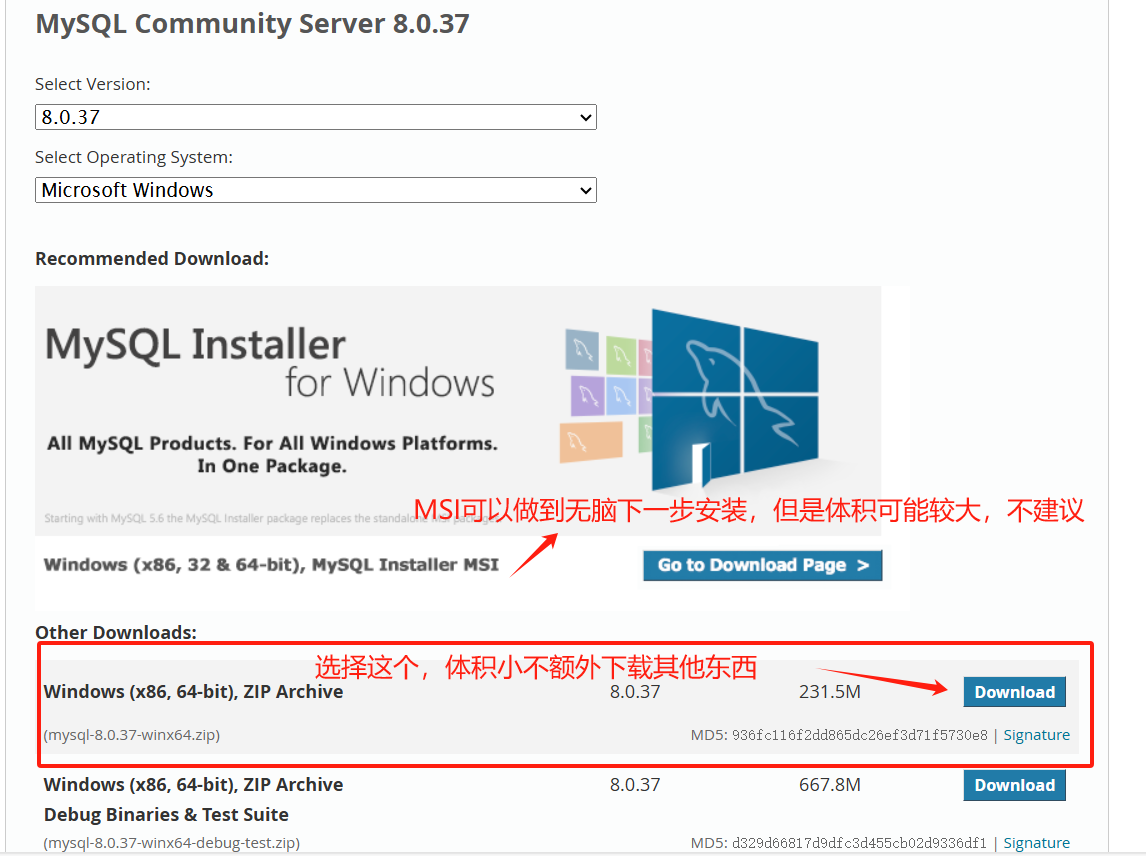 MySQL Community Server 8.0.37
Select Version:
8.0.37
Select Operating System:
Microsoft Windows
Recommended Download:
MySQL Installer
for Windows
All MySQL Products. For All Windows Platforms.
In One Package.
MSI可以做到无脑下一步安装，但是体积可能较大，不建议
Starting with MySQL 5.6 the MySQL Installer package replaces the standalone MSI packages.
Windows (x86, 32 & 64-bit), MySQL Installer MSI
Go to Download Page >
Other Downloads:
选择这个，体积小不额外下载其他东西
Windows (x86, 64-bit), ZIP Archive 8.0.37 231.5M Download
(mysql-8.0.37-winx64.zip) MD5: 936fc116f2dd865dc26ef3d71f5730e8 | Signature
Windows (x86, 64-bit), ZIP Archive 8.0.37 667.8M Download
Debug Binaries & Test Suite
(mysql-8.0.37-winx64-debug-test.zip) MD5: d329d66817d9dfc3d455cb02d9336df1 | Signature